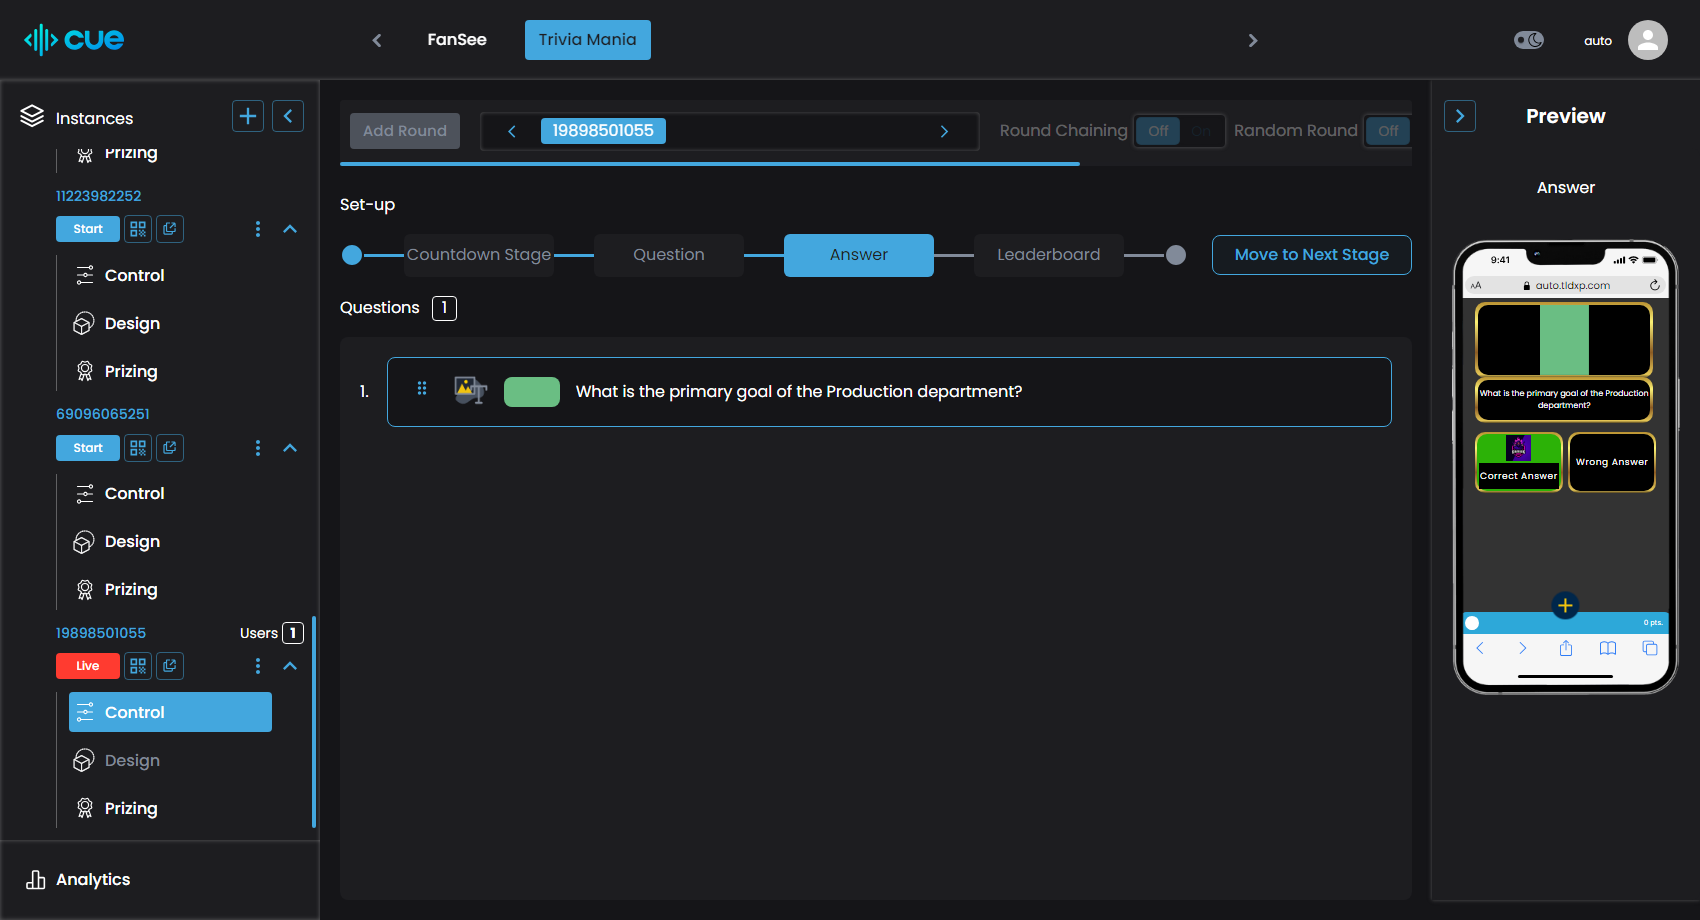 cue
FanSee
Trivia Mania
auto
Instances
Prizing
11223982252
Start
Control
Design
Prizing
69096065251
Start
Control
Design
Prizing
19898501055
Users 1
Live
Control
Design
Prizing
Analytics
Add Round
19898501055
Round Chaining
Off
On
Random Round
Off
Set-up
Countdown Stage
Question
Answer
Leaderboard
Move to Next Stage
Questions 1
1.
What is the primary goal of the Production department?
Preview
Answer
9:41
AA
auto.tldxp.com
What is the primary goal of the Production
department?
Correct Answer
Wrong Answer
0 pts.